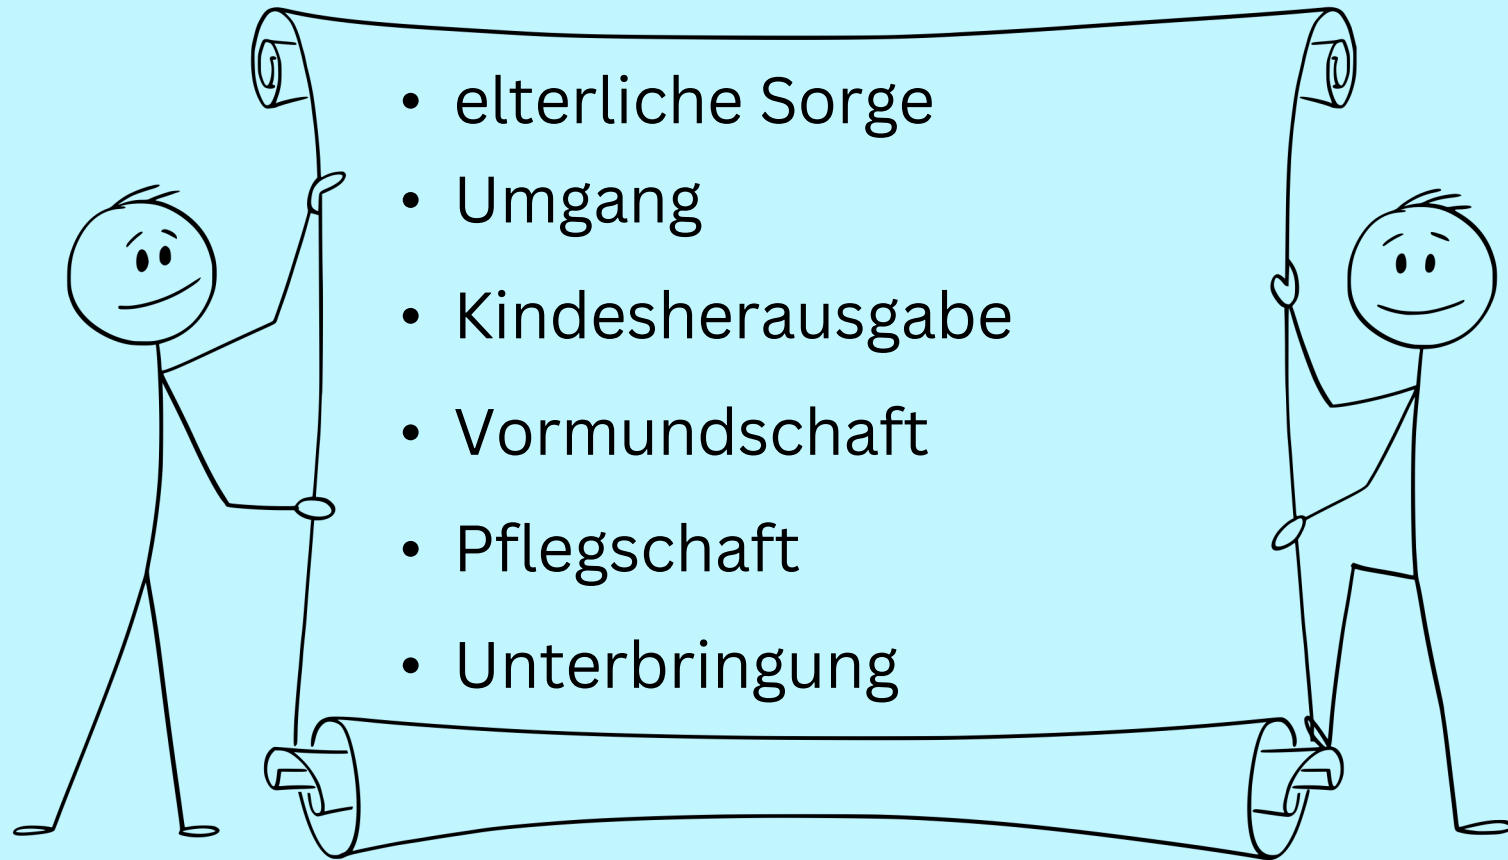 • elterliche Sorge
• Umgang
• Kindesherausgabe
• Vormundschaft
• Pflegschaft
• Unterbringung